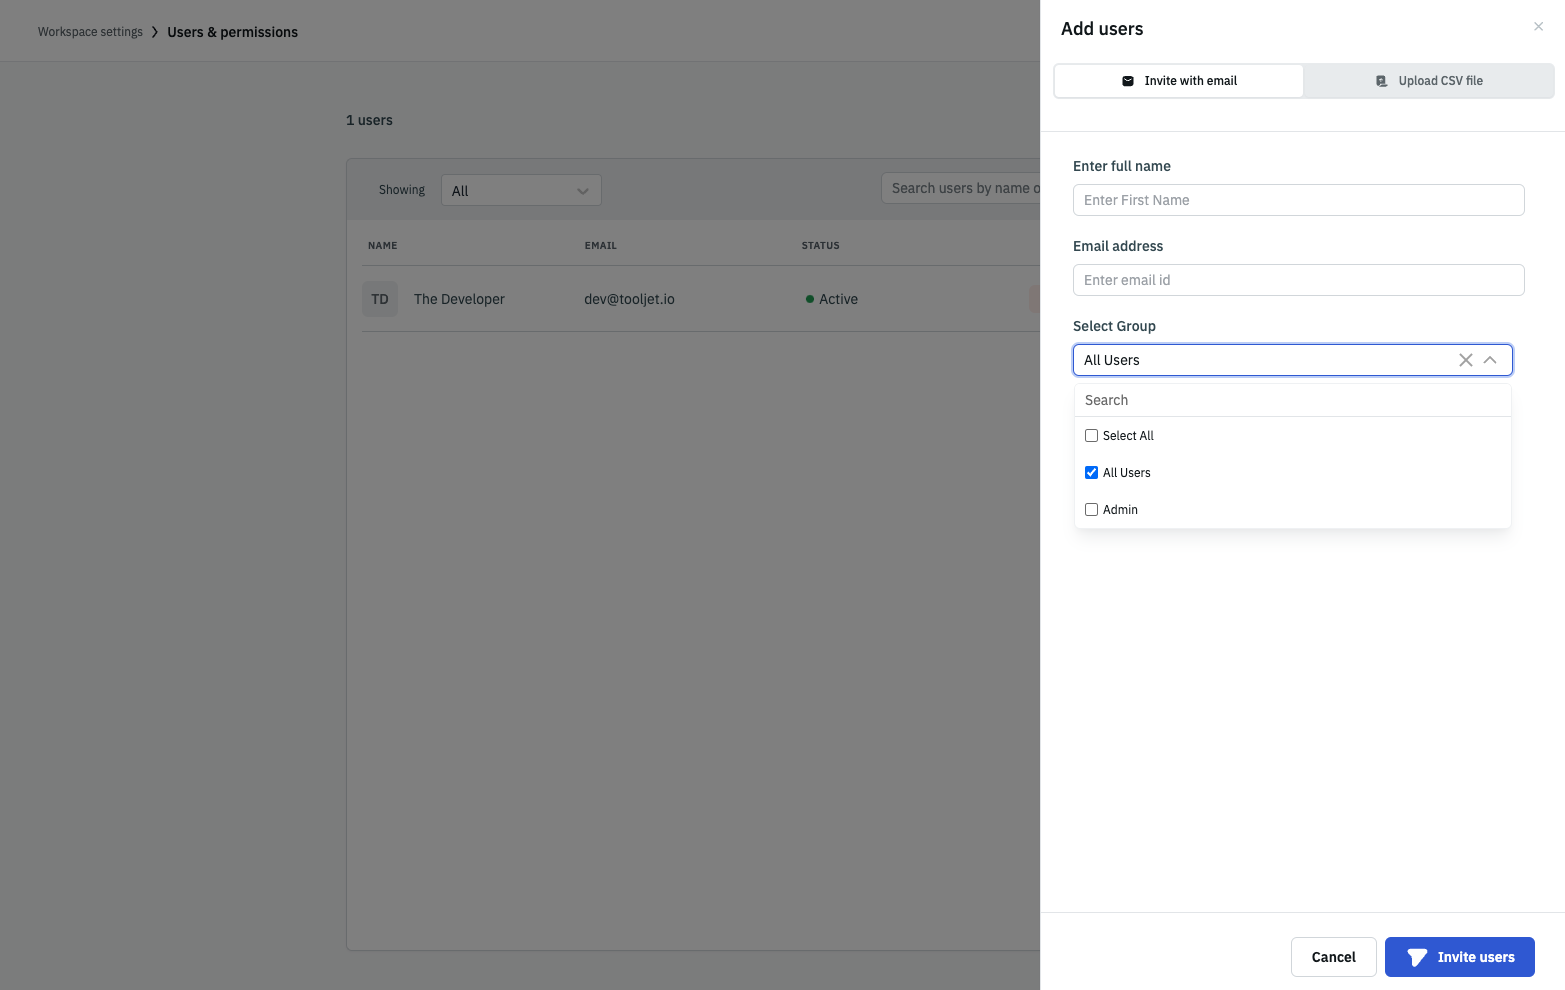 Workspace settings > Users & permissions
1 users
Showing
All
Search users by name o
NAME EMAIL STATUS
TD The Developer dev@tooljet.io Active
Add users
Invite with email
Upload CSV file
Enter full name
Enter First Name
Email address
Enter email id
Select Group
All Users
Search
Select All
All Users
Admin
Cancel
Invite users